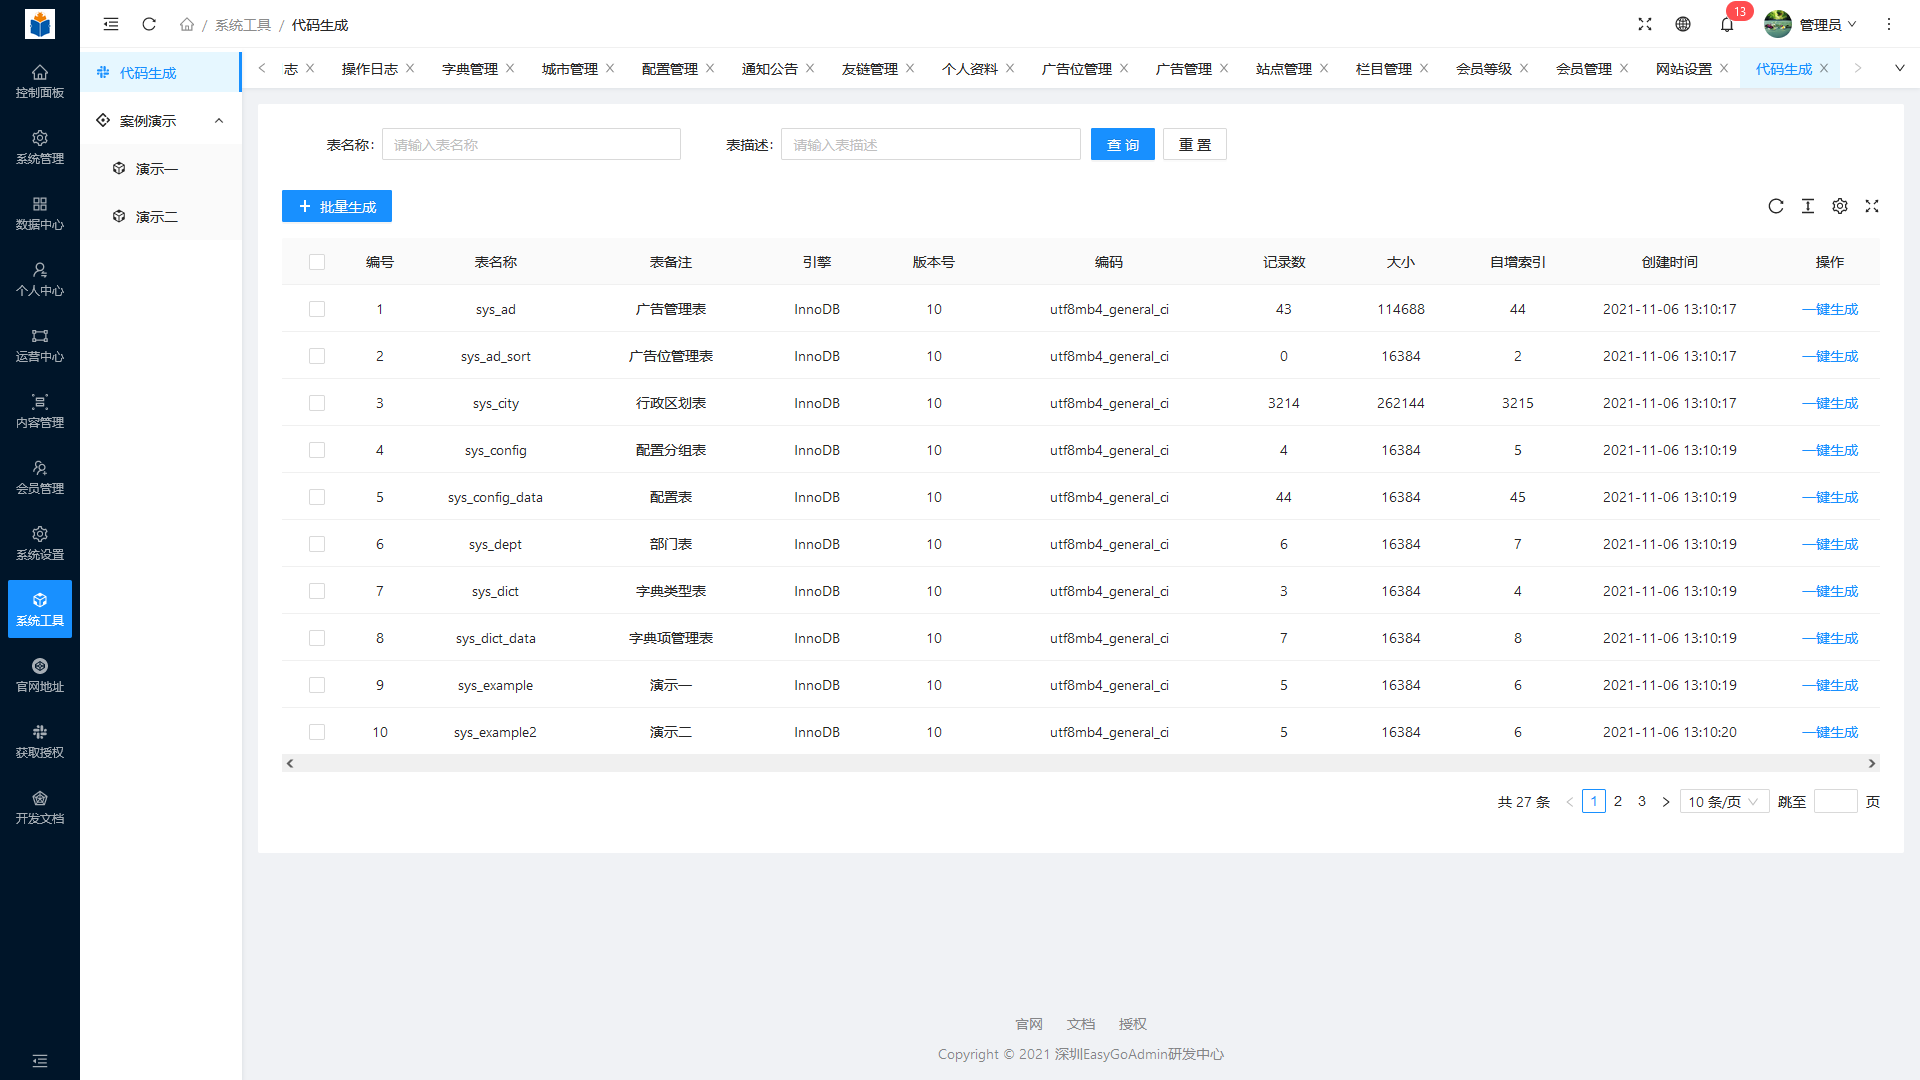 系统工具 / 代码生成
13
管理员
控制面板
系统管理
数据中心
个人中心
运营中心
内容管理
会员管理
系统设置
系统工具
官网地址
获取授权
开发文档
代码生成
案例演示
演示一
演示二
志 操作日志 字典管理 城市管理 配置管理 通知公告 友链管理 个人资料 广告位管理 广告管理 站点管理 栏目管理 会员等级 会员管理 网站设置 代码生成
表名称: 请输入表名称 表描述: 请输入表描述 查 询 重 置
批量生成
编号 表名称 表备注 引擎 版本号 编码 记录数 大小 自增索引 创建时间 操作
1 sys_ad 广告管理表 InnoDB 10 utf8mb4_general_ci 43 114688 44 2021-11-06 13:10:17 一键生成
2 sys_ad_sort 广告位管理表 InnoDB 10 utf8mb4_general_ci 0 16384 2 2021-11-06 13:10:17 一键生成
3 sys_city 行政区划表 InnoDB 10 utf8mb4_general_ci 3214 262144 3215 2021-11-06 13:10:17 一键生成
4 sys_config 配置分组表 InnoDB 10 utf8mb4_general_ci 4 16384 5 2021-11-06 13:10:19 一键生成
5 sys_config_data 配置表 InnoDB 10 utf8mb4_general_ci 44 16384 45 2021-11-06 13:10:19 一键生成
6 sys_dept 部门表 InnoDB 10 utf8mb4_general_ci 6 16384 7 2021-11-06 13:10:19 一键生成
7 sys_dict 字典类型表 InnoDB 10 utf8mb4_general_ci 3 16384 4 2021-11-06 13:10:19 一键生成
8 sys_dict_data 字典项管理表 InnoDB 10 utf8mb4_general_ci 7 16384 8 2021-11-06 13:10:19 一键生成
9 sys_example 演示一 InnoDB 10 utf8mb4_general_ci 5 16384 6 2021-11-06 13:10:19 一键生成
10 sys_example2 演示二 InnoDB 10 utf8mb4_general_ci 5 16384 6 2021-11-06 13:10:20 一键生成
共 27 条 1 2 3 10 条/页 跳至 页
官网 文档 授权
Copyright © 2021 深圳EasyGoAdmin研发中心